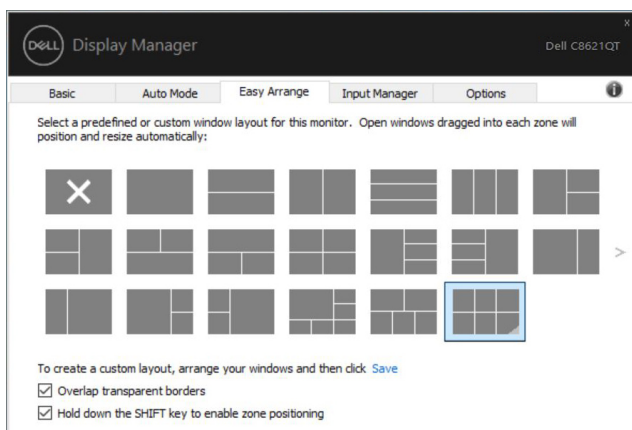 x
DELL Display Manager Dell C8621QT
Basic Auto Mode Easy Arrange Input Manager Options i
Select a predefined or custom window layout for this monitor. Open windows dragged into each zone will
position and resize automatically:
>
To create a custom layout, arrange your windows and then click Save
Overlap transparent borders
Hold down the SHIFT key to enable zone positioning